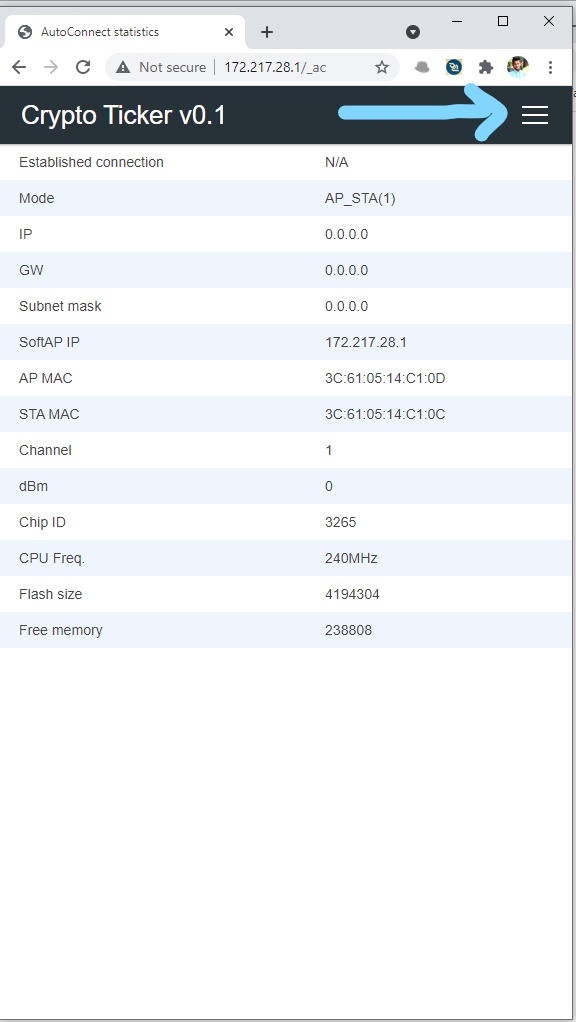 AutoConnect statistics
Not secure | 172.217.28.1/_ac
Crypto Ticker v0.1
Established connection N/A
Mode AP_STA(1)
IP 0.0.0.0
GW 0.0.0.0
Subnet mask 0.0.0.0
SoftAP IP 172.217.28.1
AP MAC 3C:61:05:14:C1:0D
STA MAC 3C:61:05:14:C1:0C
Channel 1
dBm 0
Chip ID 3265
CPU Freq. 240MHz
Flash size 4194304
Free memory 238808